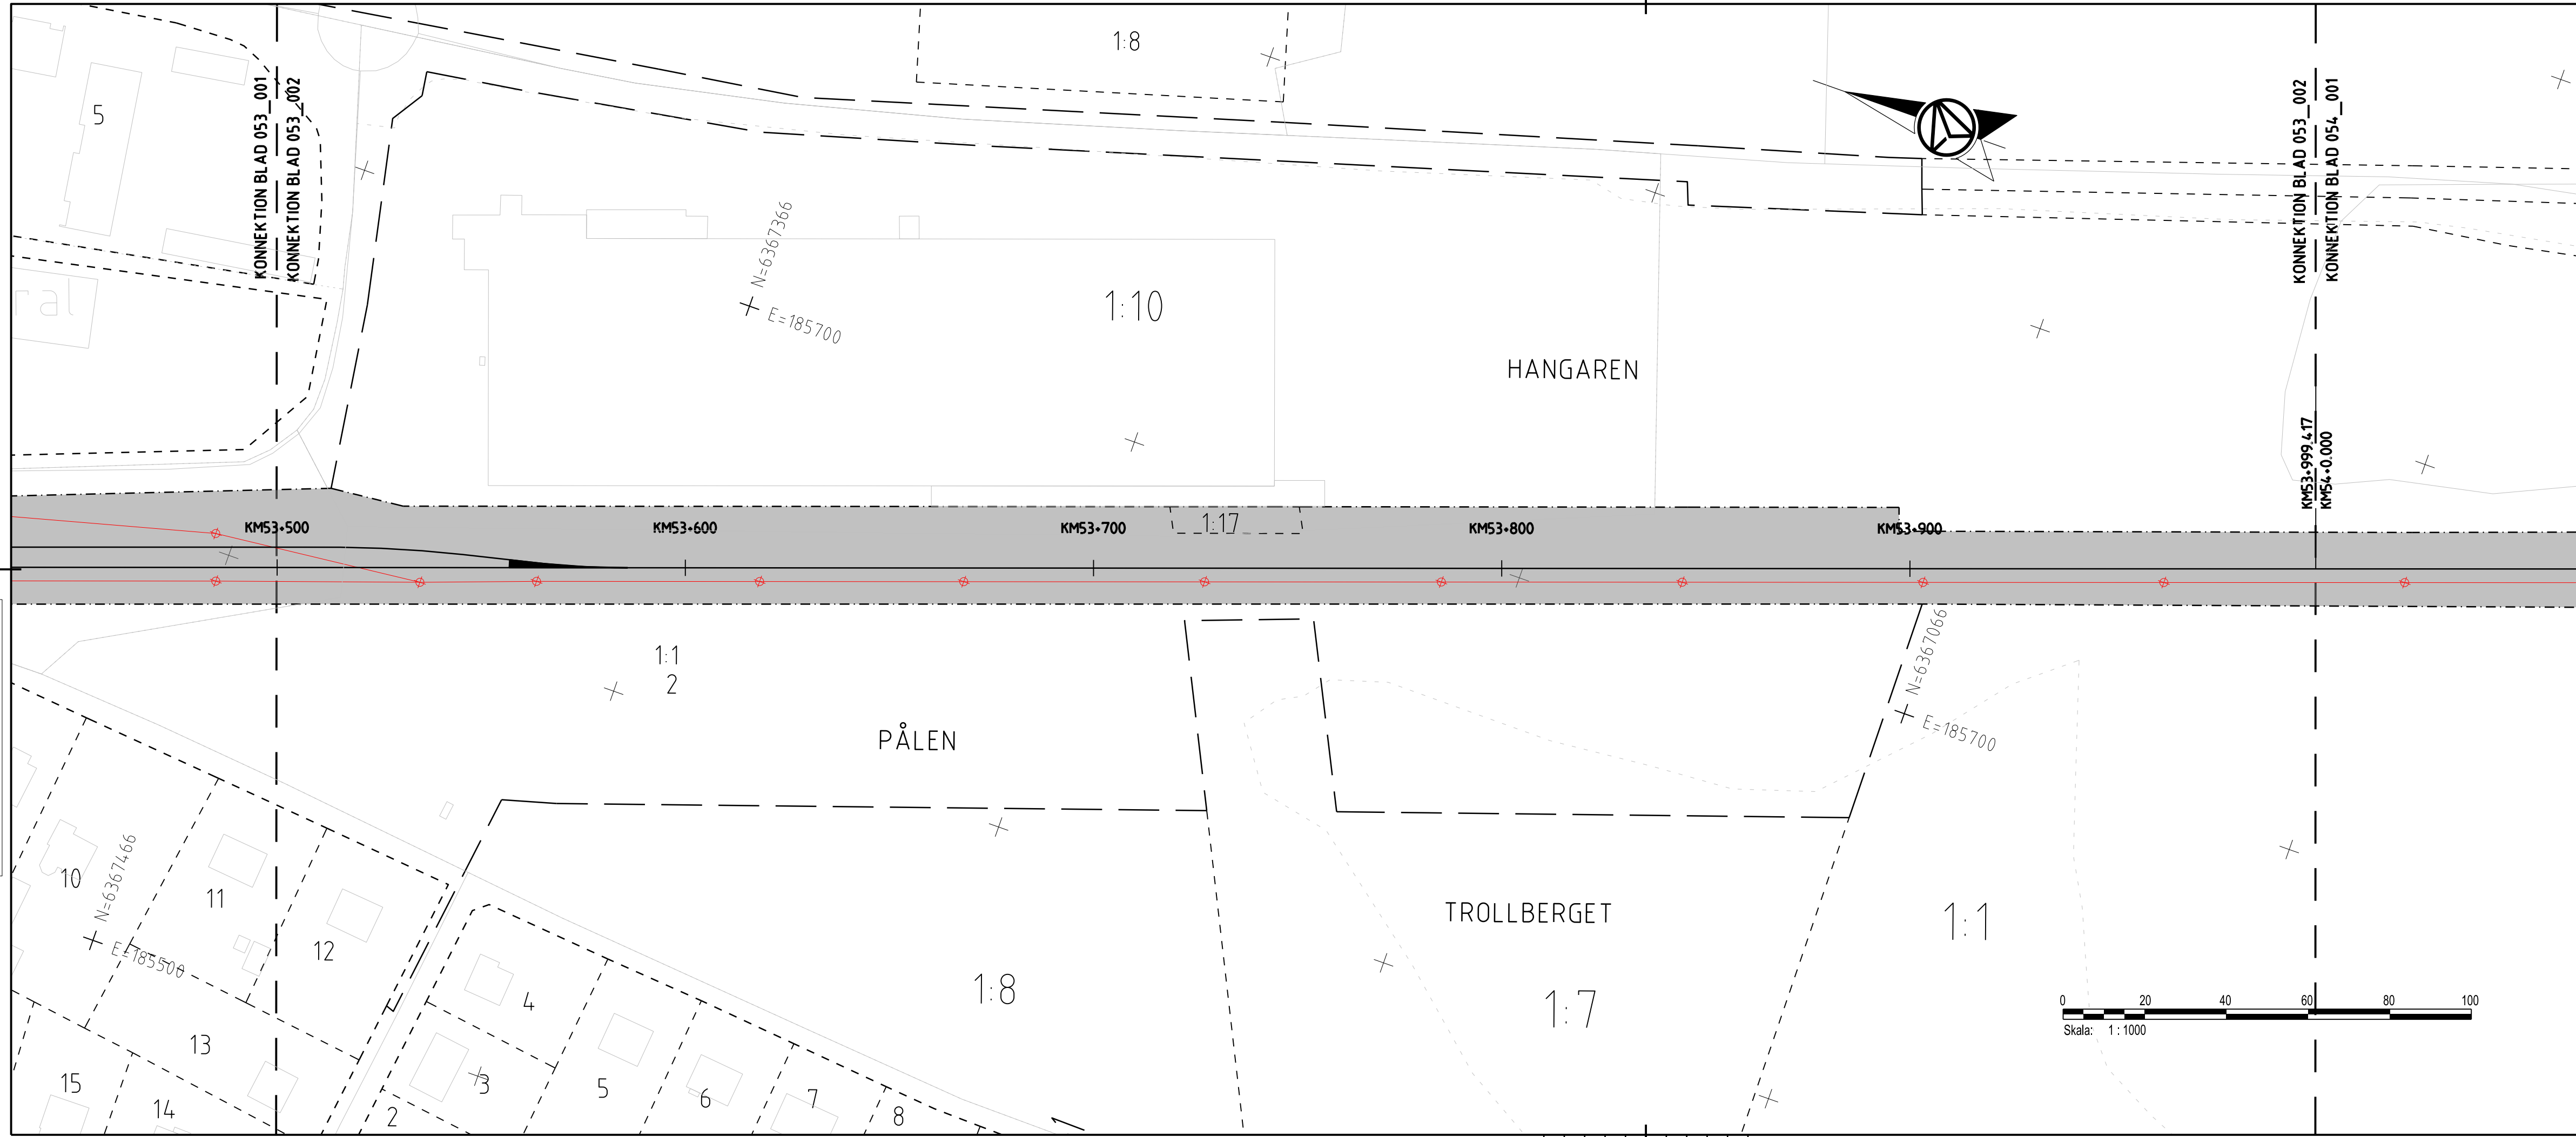 1:8
5
KONNEKTION BLAD 053_001
KONNEKTION BLAD 053_002
KONNEKTION BLAD 053_002
KONNEKTION BLAD 054_001
ral
N=6367366
E=185700
1:10
HANGAREN
KM53+999.417
KM54+0.000
KM53+500
KM53+600
KM53+700
1:17
KM53+800
KM53+900
1:1
2
PÅLEN
N=6367066
E=185700
10
N=6367466
E=185500
11
12
13
15
14
4
3
2
5
6
7
8
1:8
TROLLBERGET
1:7
1:1
0 20 40 60 80 100
Skala: 1 : 1000